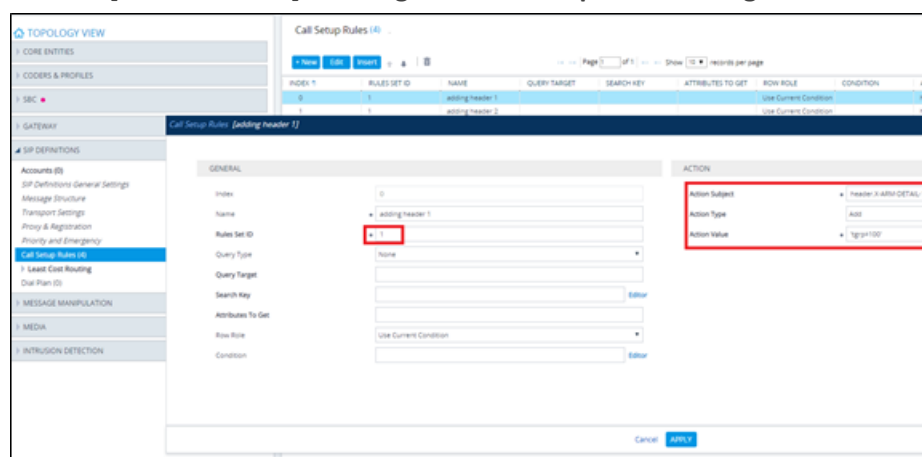 TOPOLOGY VIEW
CORE ENTITIES
CODERS & PROFILES
SBC
GATEWAY
SIP DEFINITIONS
Accounts (0)
SIP Definitions General Settings
Message Structure
Transport Settings
Proxy & Registration
Priority and Emergency
Call Setup Rules (4)
Least Cost Routing
Dial Plan (0)
MESSAGE MANIPULATION
MEDIA
INTRUSION DETECTION
Call Setup Rules (4)
+ New Edit Insert Page 1 of 1 Show 10 records per page
INDEX RULES SET ID NAME QUERY TARGET SEARCH KEY ATTRIBUTES TO GET ROW ROLE CONDITION
0 1 adding header 1 Use Current Condition
1 1 adding header 2 Use Current Condition
Call Setup Rules [adding header 1]
GENERAL
Index 0
Name adding header 1
Rules Set ID 1
Query Type None
Query Target
Search Key Editor
Attributes To Get
Row Role Use Current Condition
Condition Editor
ACTION
Action Subject header.X-ARM-DETAIL-
Action Type Add
Action Value 'tgrp=100'
Cancel APPLY